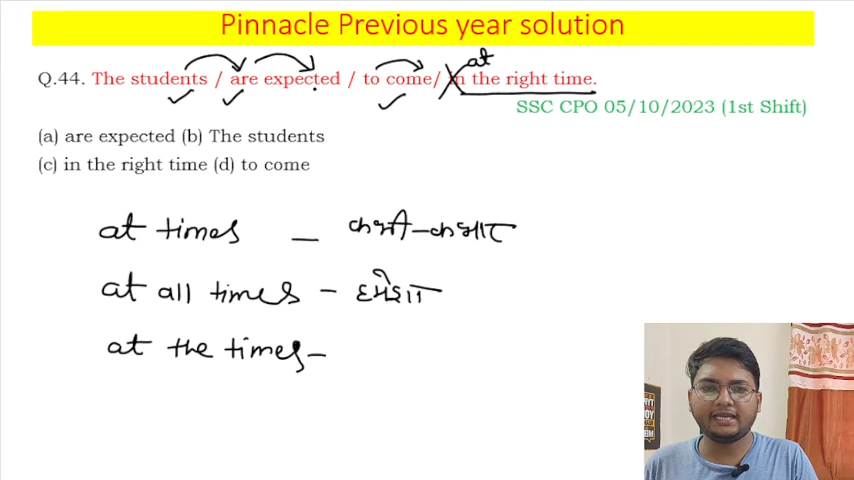 Pinnacle Previous year solution
at
Q.44. The students / are expected / to come/ in the right time.
SSC CPO 05/10/2023 (1st Shift)
(a) are expected (b) The students
(c) in the right time (d) to come
at times - कभी-कभार
at all times - हमेशा
at the times -